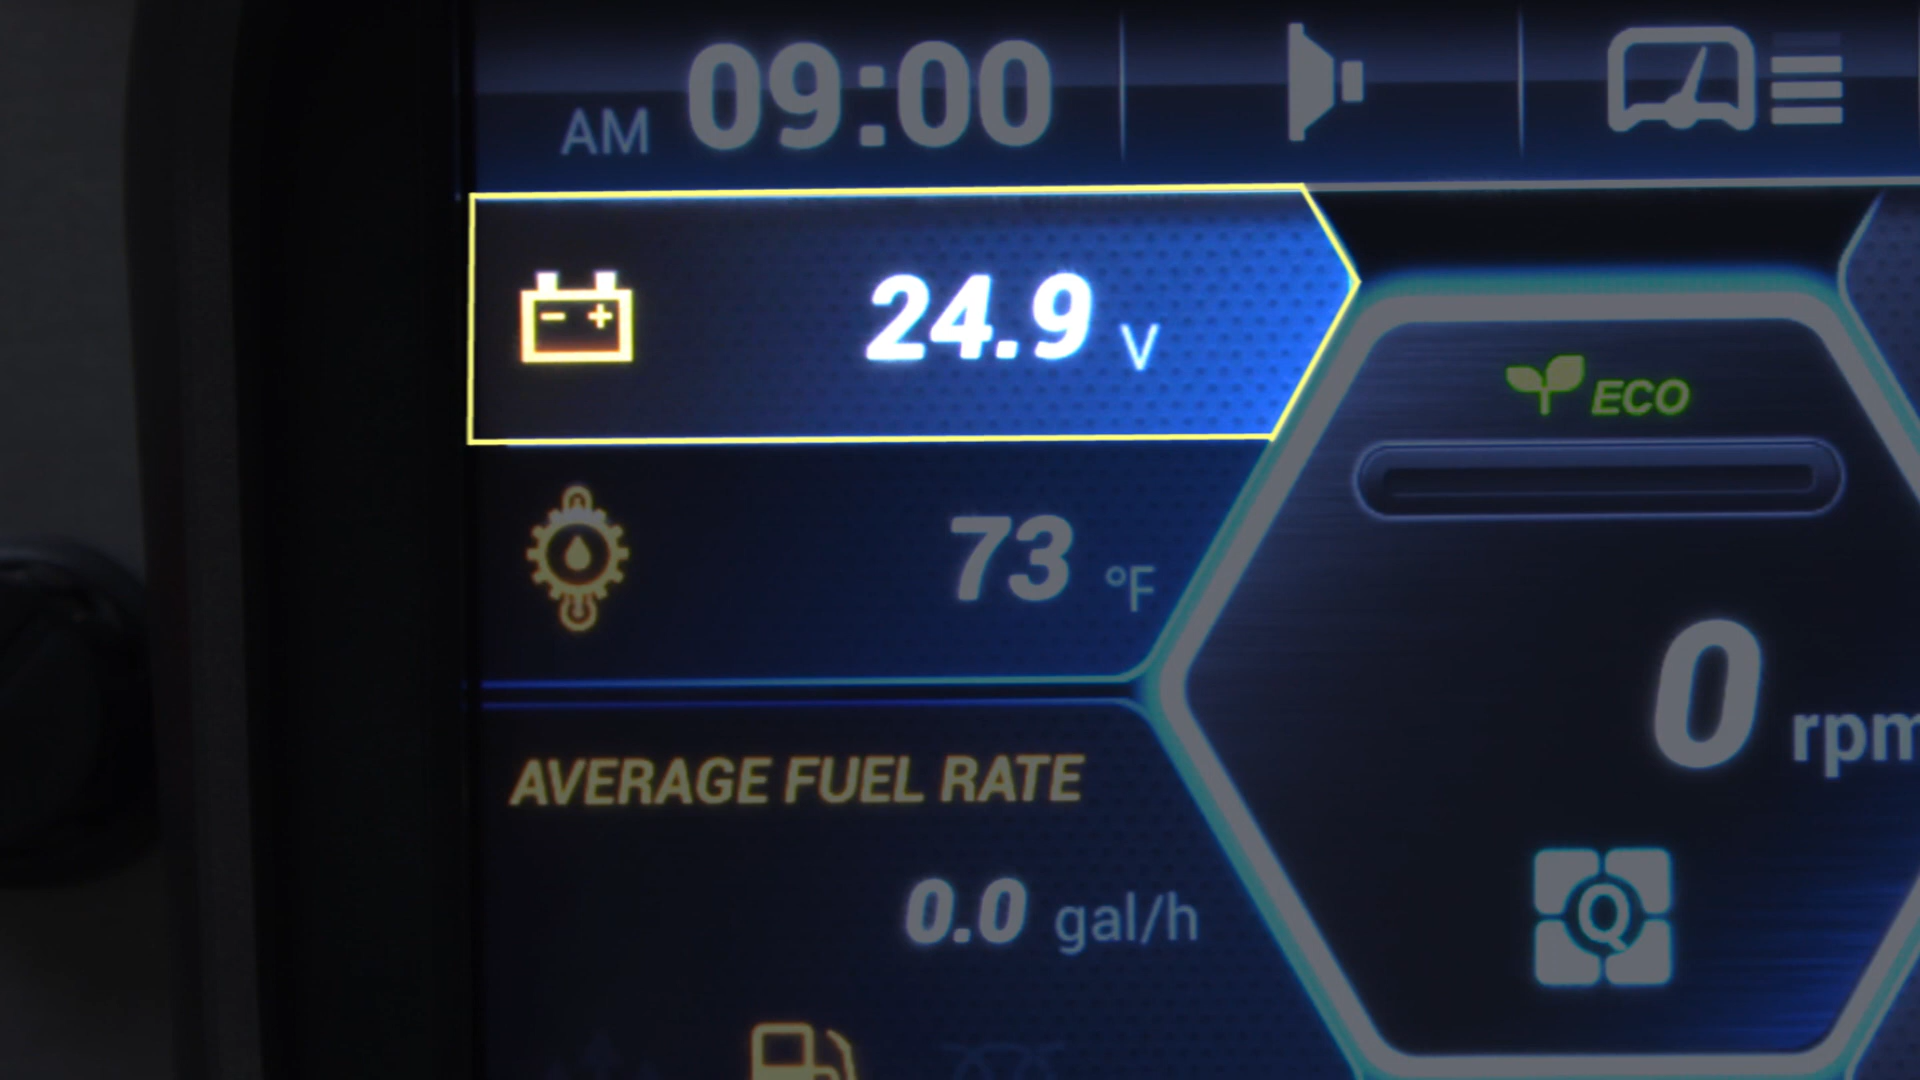 AM 09:00
24.9 V
73 °F
AVERAGE FUEL RATE
0.0 gal/h
ECO
0 rpm
Q